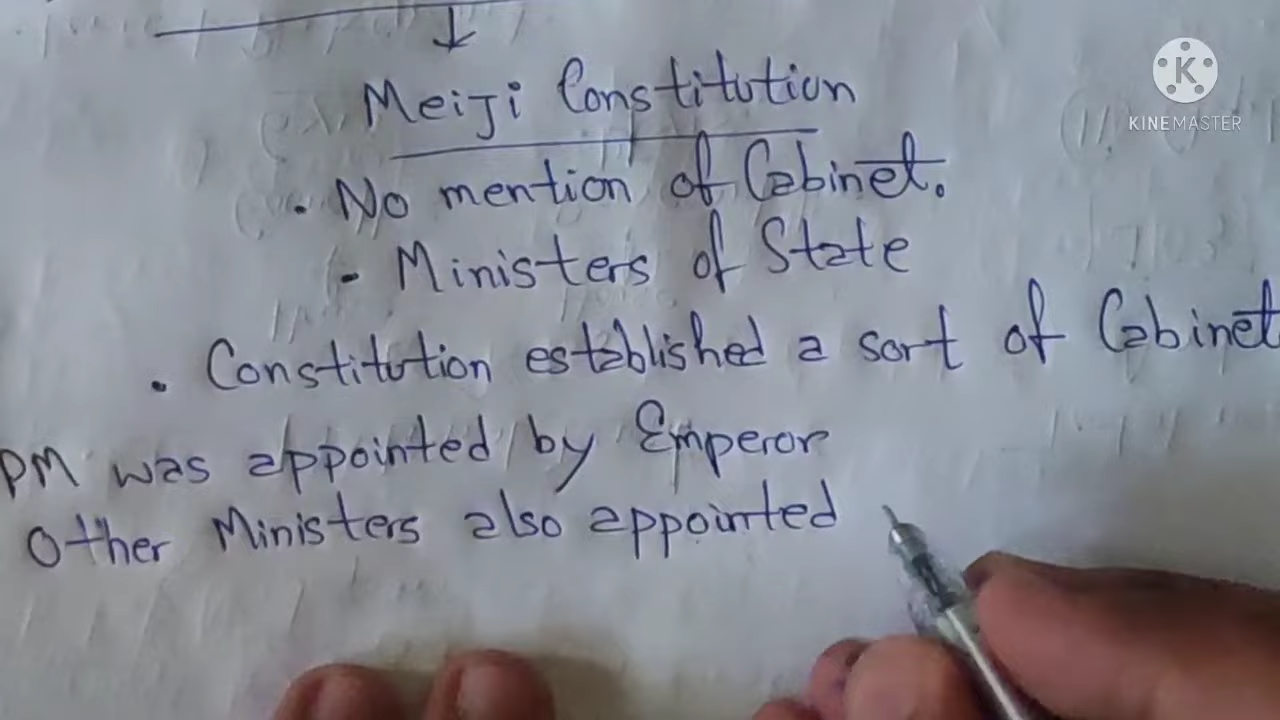 Meiji Constitution
K
KINEMASTER
• No mention of Cabinet.
- Ministers of State
• Constitution established a sort of Cabinet
PM was appointed by Emperor
Other Ministers also appointed